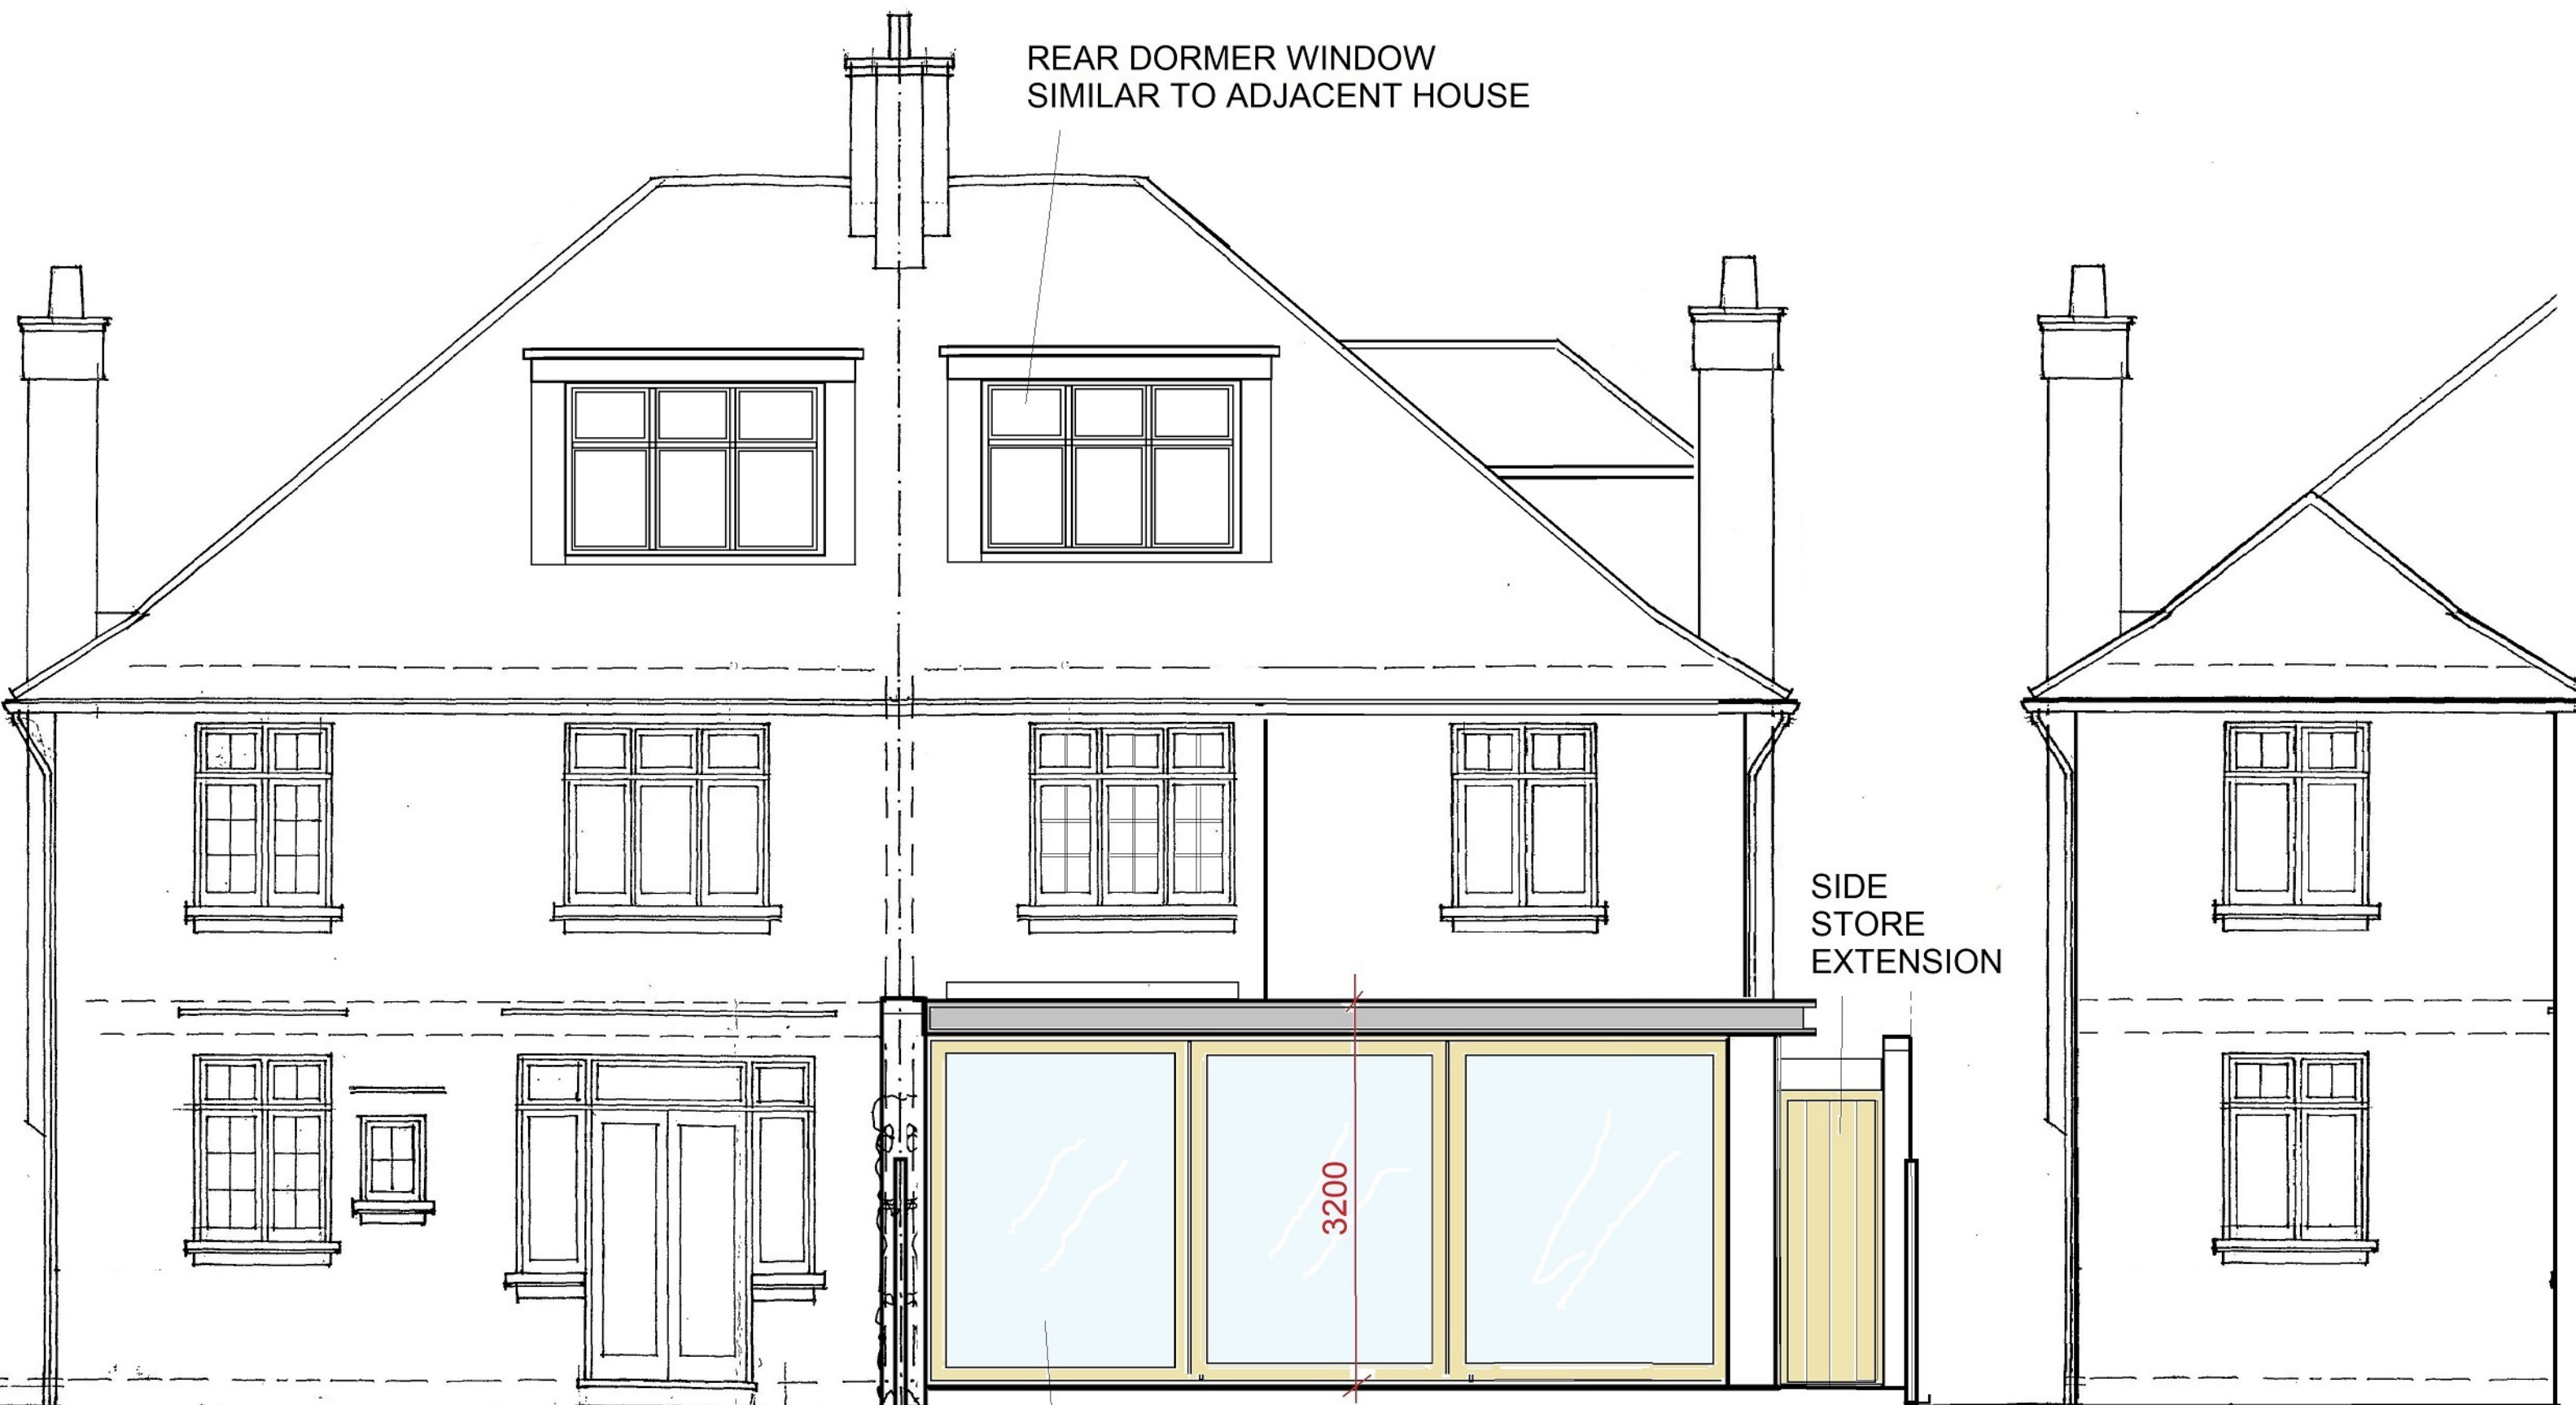 REAR DORMER WINDOW
SIMILAR TO ADJACENT HOUSE
SIDE
STORE
EXTENSION
3200